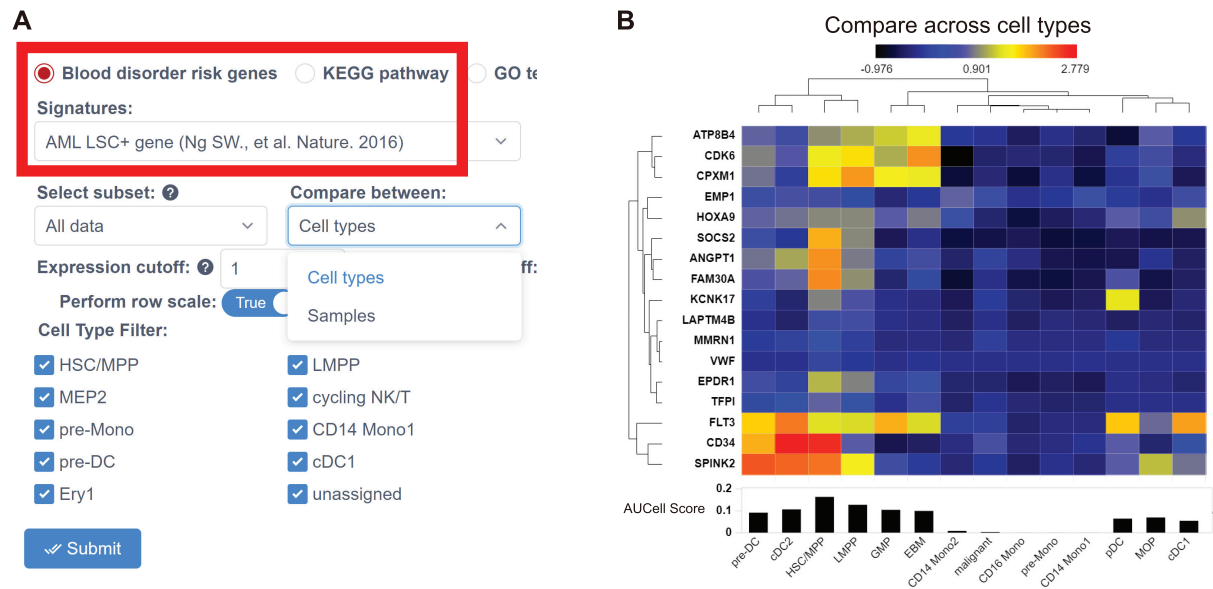 A
Blood disorder risk genes
KEGG pathway
GO te
Signatures:
AML LSC+ gene (Ng SW., et al. Nature. 2016)
Select subset: ?
Compare between:
All data
Cell types
Expression cutoff: ?
1
ff:
Cell types
Perform row scale:
True
Samples
Cell Type Filter:
HSC/MPP
LMPP
MEP2
cycling NK/T
pre-Mono
CD14 Mono1
pre-DC
cDC1
Ery1
unassigned
Submit
B
Compare across cell types
-0.976
0.901
2.779
ATP8B4
CDK6
CPXM1
EMP1
HOXA9
SOCS2
ANGPT1
FAM30A
KCNK17
LAPTM4B
MMRN1
VWF
EPDR1
TFPI
FLT3
CD34
SPINK2
AUCell Score
0.2
0.1
0
pre-DC
cDC2
HSC/MPP
LMPP
GMP
EBM
CD14 Mono2
malignant
CD16 Mono
pre-Mono
CD14 Mono1
pDC
MOP
cDC1